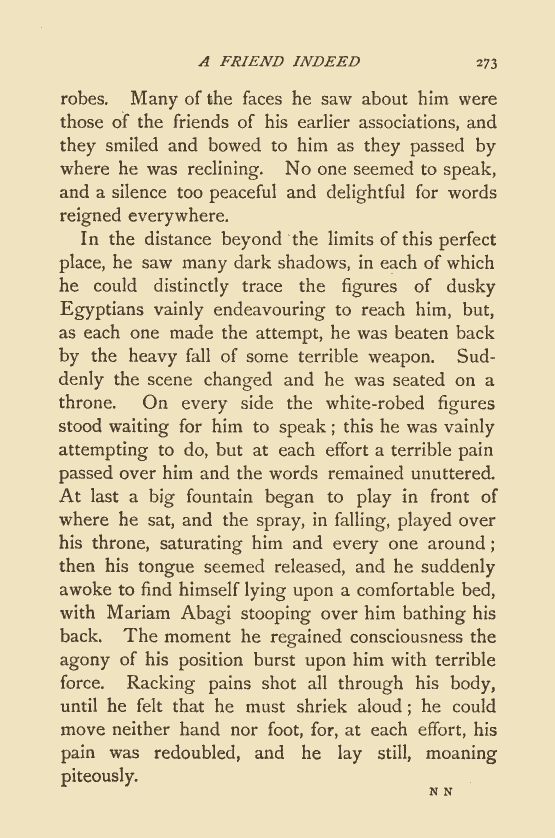 A FRIEND INDEED 273
robes. Many of the faces he saw about him were
those of the friends of his earlier associations, and
they smiled and bowed to him as they passed by
where he was reclining. No one seemed to speak,
and a silence too peaceful and delightful for words
reigned everywhere.
In the distance beyond the limits of this perfect
place, he saw many dark shadows, in each of which
he could distinctly trace the figures of dusky
Egyptians vainly endeavouring to reach him, but,
as each one made the attempt, he was beaten back
by the heavy fall of some terrible weapon. Sud-
denly the scene changed and he was seated on a
throne. On every side the white-robed figures
stood waiting for him to speak; this he was vainly
attempting to do, but at each effort a terrible pain
passed over him and the words remained unuttered.
At last a big fountain began to play in front of
where he sat, and the spray, in falling, played over
his throne, saturating him and every one around;
then his tongue seemed released, and he suddenly
awoke to find himself lying upon a comfortable bed,
with Mariam Abagi stooping over him bathing his
back. The moment he regained consciousness the
agony of his position burst upon him with terrible
force. Racking pains shot all through his body,
until he felt that he must shriek aloud; he could
move neither hand nor foot, for, at each effort, his
pain was redoubled, and he lay still, moaning
piteously.
N N